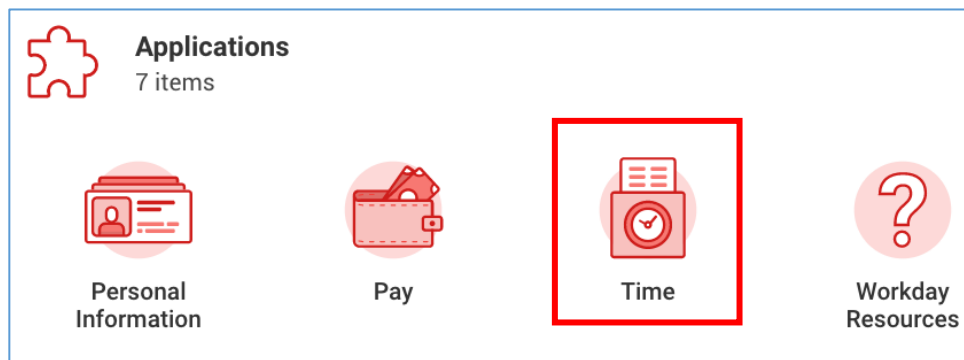 Applications
7 items
Personal
Information
Pay
Time
Workday
Resources